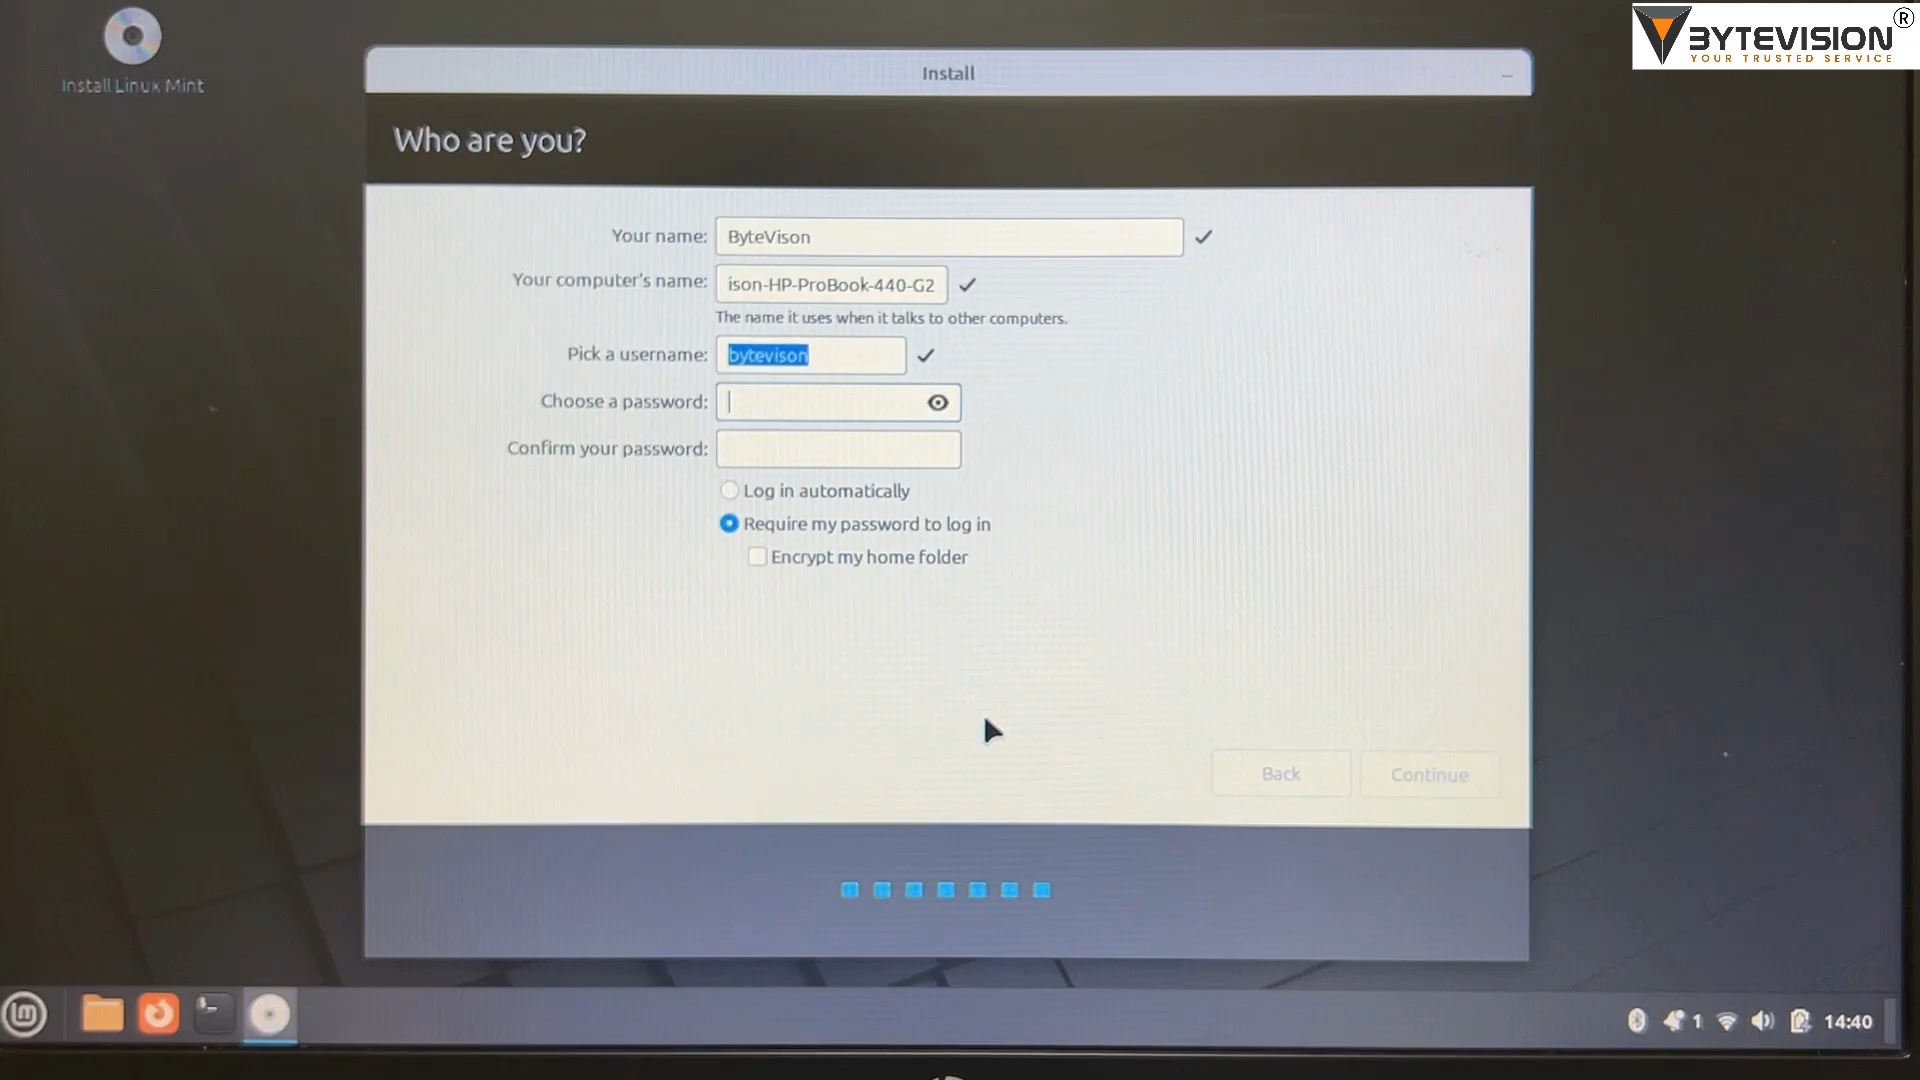 Install Linux Mint
BYTEVISION®
YOUR TRUSTED SERVICE
Install
Who are you?
Your name: ByteVison
Your computer's name: ison-HP-ProBook-440-G2
The name it uses when it talks to other computers.
Pick a username: bytevison
Choose a password:
Confirm your password:
Log in automatically
Require my password to log in
Encrypt my home folder
Back
Continue
1
14:40